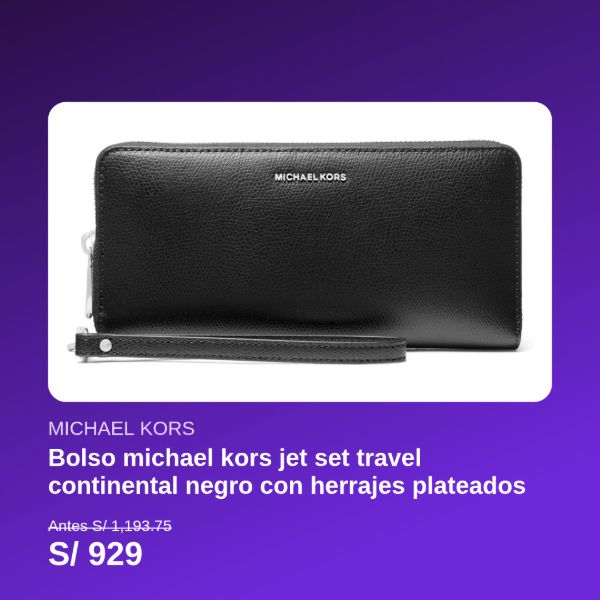 MICHAEL KORS
MICHAEL KORS
Bolso michael kors jet set travel
continental negro con herrajes plateados
Antes S/ 1,193.75
S/ 929